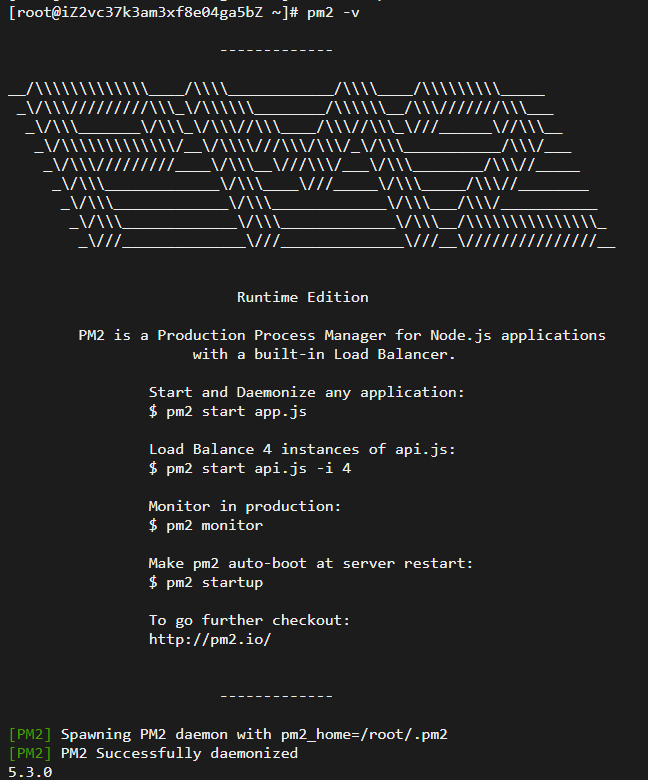 [root@iZ2vc37k3am3xf8e04ga5bZ ~]# pm2 -v
-------------
__/\\\\\\\\\\\\\____/\\\\____________/\\\\____/\\\\\\\\\_____
_\/\\\/////////\\\_\/\\\\\\________/\\\\\\__/\\\///////\\\___
_\/\\\_______\/\\\_\/\\\//\\\____/\\\//\\\_\///______\//\\\__
_\/\\\\\\\\\\\\\/__\/\\\\///\\\/\\\/_\/\\\___________/\\\/___
_\/\\\/////////____\/\\\__\///\\\/___\/\\\________/\\\//_____
_\/\\\_____________\/\\\____\///_____\/\\\_____/\\\//________
_\/\\\_____________\/\\\_____________\/\\\___/\\\/___________
_\/\\\_____________\/\\\_____________\/\\\__/\\\\\\\\\\\\\\\_
_\///______________\///______________\///__\///////////////__
Runtime Edition
PM2 is a Production Process Manager for Node.js applications
with a built-in Load Balancer.
Start and Daemonize any application:
$ pm2 start app.js
Load Balance 4 instances of api.js:
$ pm2 start api.js -i 4
Monitor in production:
$ pm2 monitor
Make pm2 auto-boot at server restart:
$ pm2 startup
To go further checkout:
http://pm2.io/
-------------
[PM2] Spawning PM2 daemon with pm2_home=/root/.pm2
[PM2] PM2 Successfully daemonized
5.3.0